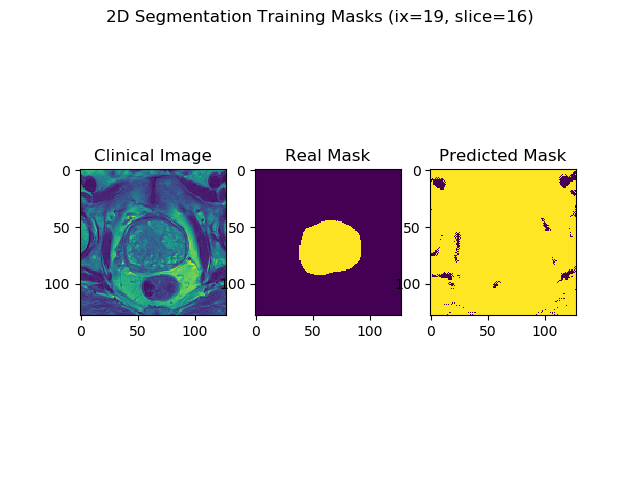 2D Segmentation Training Masks (ix=19, slice=16)
Clinical Image Real Mask Predicted Mask
0 0 0
50 50 50
100 100 100
0 50 100 0 50 100 0 50 100